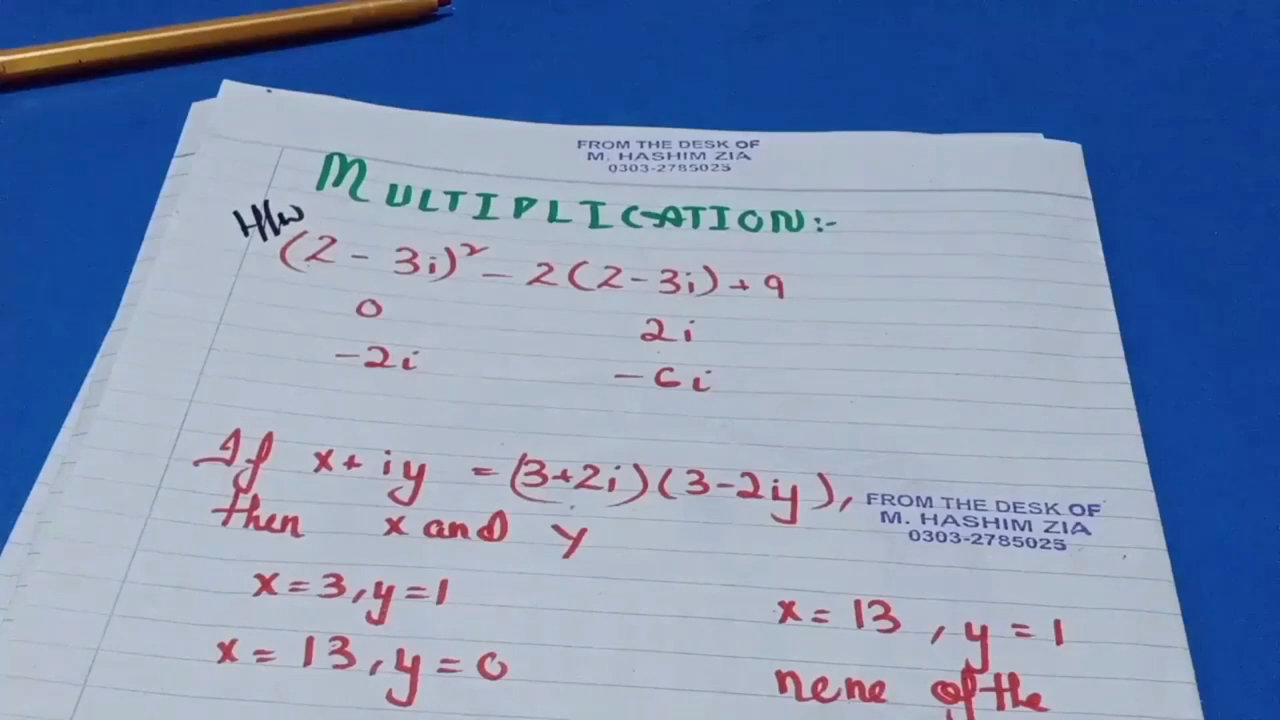 FROM THE DESK OF
M. HASHIM ZIA
0303-2785025
MULTIPLICATION:-
H/W
(2 - 3i)² - 2(2-3i) + 9
0 2i
-2i -6i
If x + iy = (3+2i)(3-2iy),
then x and y
FROM THE DESK OF
M. HASHIM ZIA
0303-2785025
x = 3, y = 1 x = 13, y = 1
x = 13, y = 0 nene of the